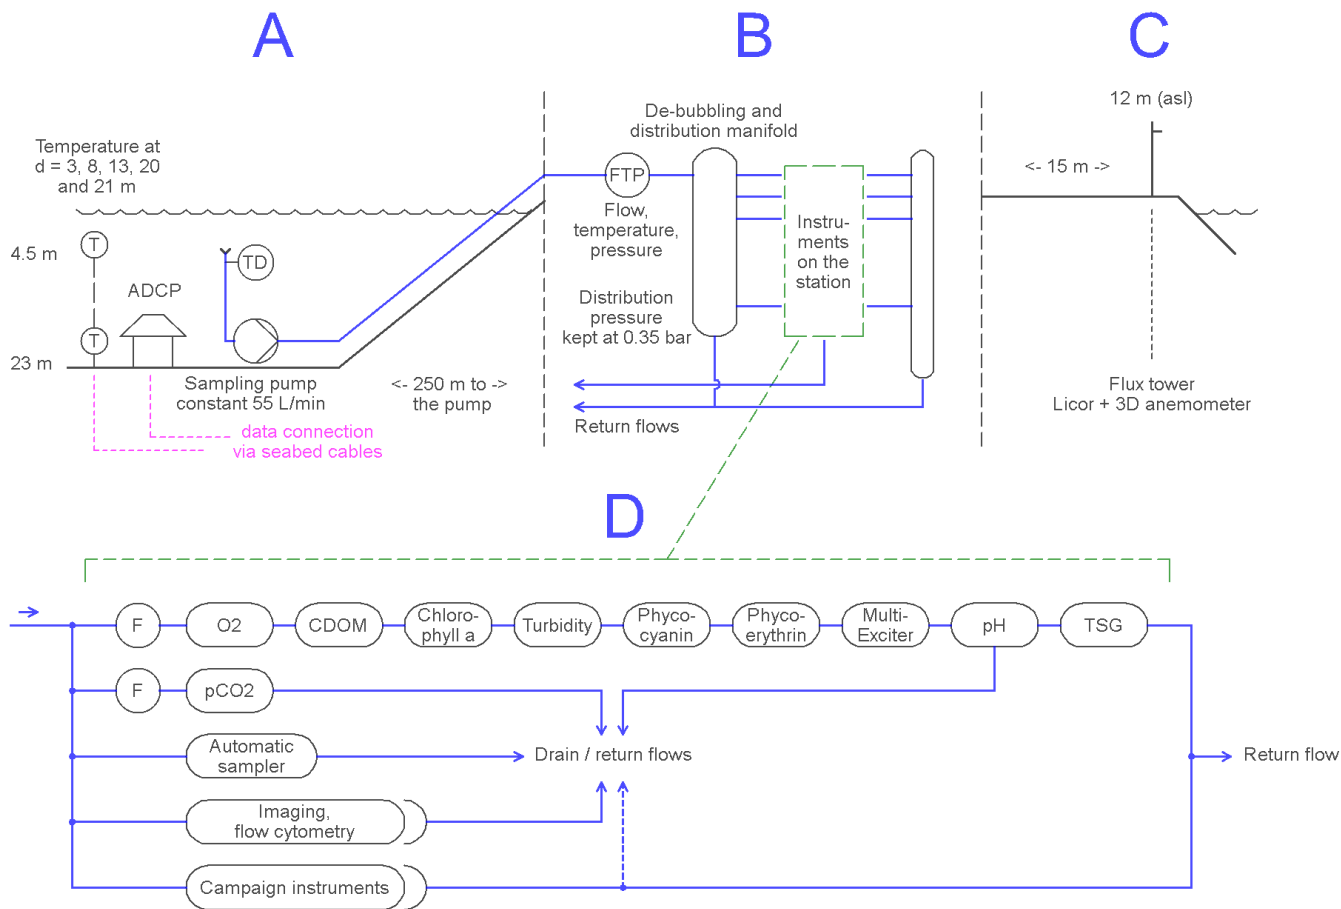 A
B
C
Temperature at
d = 3, 8, 13, 20
and 21 m
4.5 m
T
TD
ADCP
T
23 m
Sampling pump
constant 55 L/min
<- 250 m to ->
the pump
data connection
via seabed cables
De-bubbling and
distribution manifold
FTP
Flow,
temperature,
pressure
Instru-
ments
on the
station
Distribution
pressure
kept at 0.35 bar
Return flows
12 m (asl)
<- 15 m ->
Flux tower
Licor + 3D anemometer
D
F
O2
CDOM
Chloro-
phyll a
Turbidity
Phyco-
cyanin
Phyco-
erythrin
Multi-
Exciter
pH
TSG
F
pCO2
Automatic
sampler
Drain / return flows
Return flow
Imaging,
flow cytometry
Campaign instruments